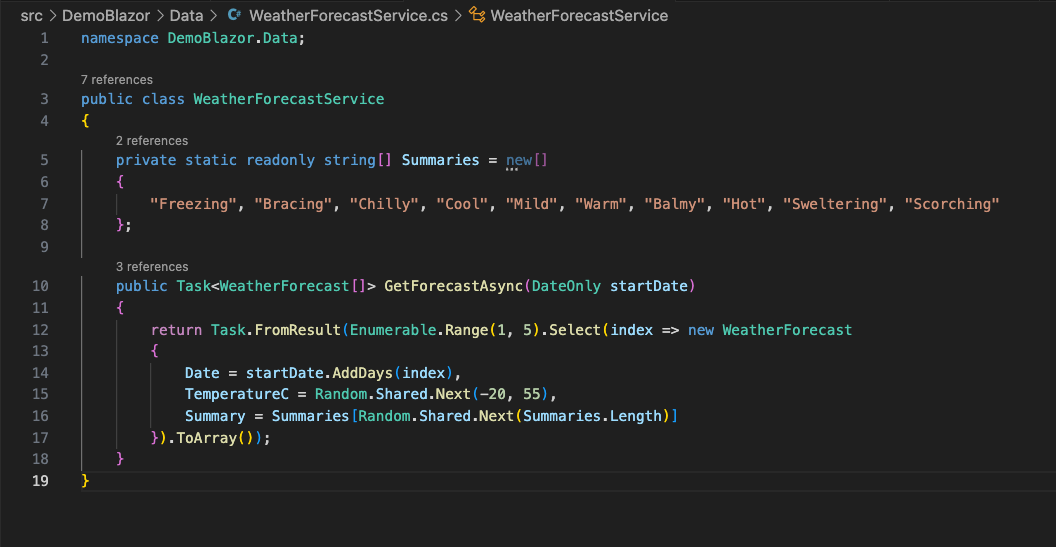 src > DemoBlazor > Data > C# WeatherForecastService.cs > WeatherForecastService
1 namespace DemoBlazor.Data;
2
7 references
3 public class WeatherForecastService
4 {
2 references
5     private static readonly string[] Summaries = new[]
6     {
7         "Freezing", "Bracing", "Chilly", "Cool", "Mild", "Warm", "Balmy", "Hot", "Sweltering", "Scorching"
8     };
9
3 references
10     public Task<WeatherForecast[]> GetForecastAsync(DateOnly startDate)
11     {
12         return Task.FromResult(Enumerable.Range(1, 5).Select(index => new WeatherForecast
13         {
14             Date = startDate.AddDays(index),
15             TemperatureC = Random.Shared.Next(-20, 55),
16             Summary = Summaries[Random.Shared.Next(Summaries.Length)]
17         }).ToArray());
18     }
19 }